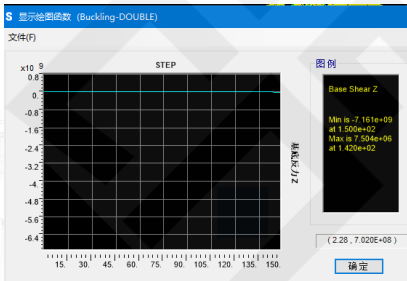 显示绘图函数 (Buckling-DOUBLE)
文件(F)
x10 9
STEP
0.8
0.
-0.8
-1.6
-2.4
-3.2
-4.
-4.8
-5.6
-6.4
15. 30. 45. 60. 75. 90. 105. 120. 135. 150.
基底反力 Z
图例
Base Shear Z
Min is -7.161e+09
at 1.500e+02
Max is 7.504e+06
at 1.420e+02
(2.28 , 7.020E+08 )
确定